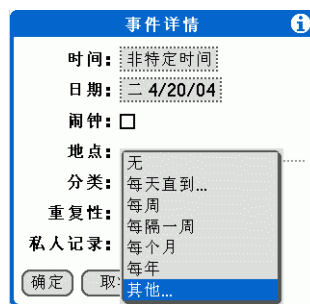 事件详情
时间: 非特定时间
日期: 二 4/20/04
闹钟:
地点:
无
分类:
每天直到...
每周
重复性:
每隔一周
私人记录:
每个月
每年
确定
其他...